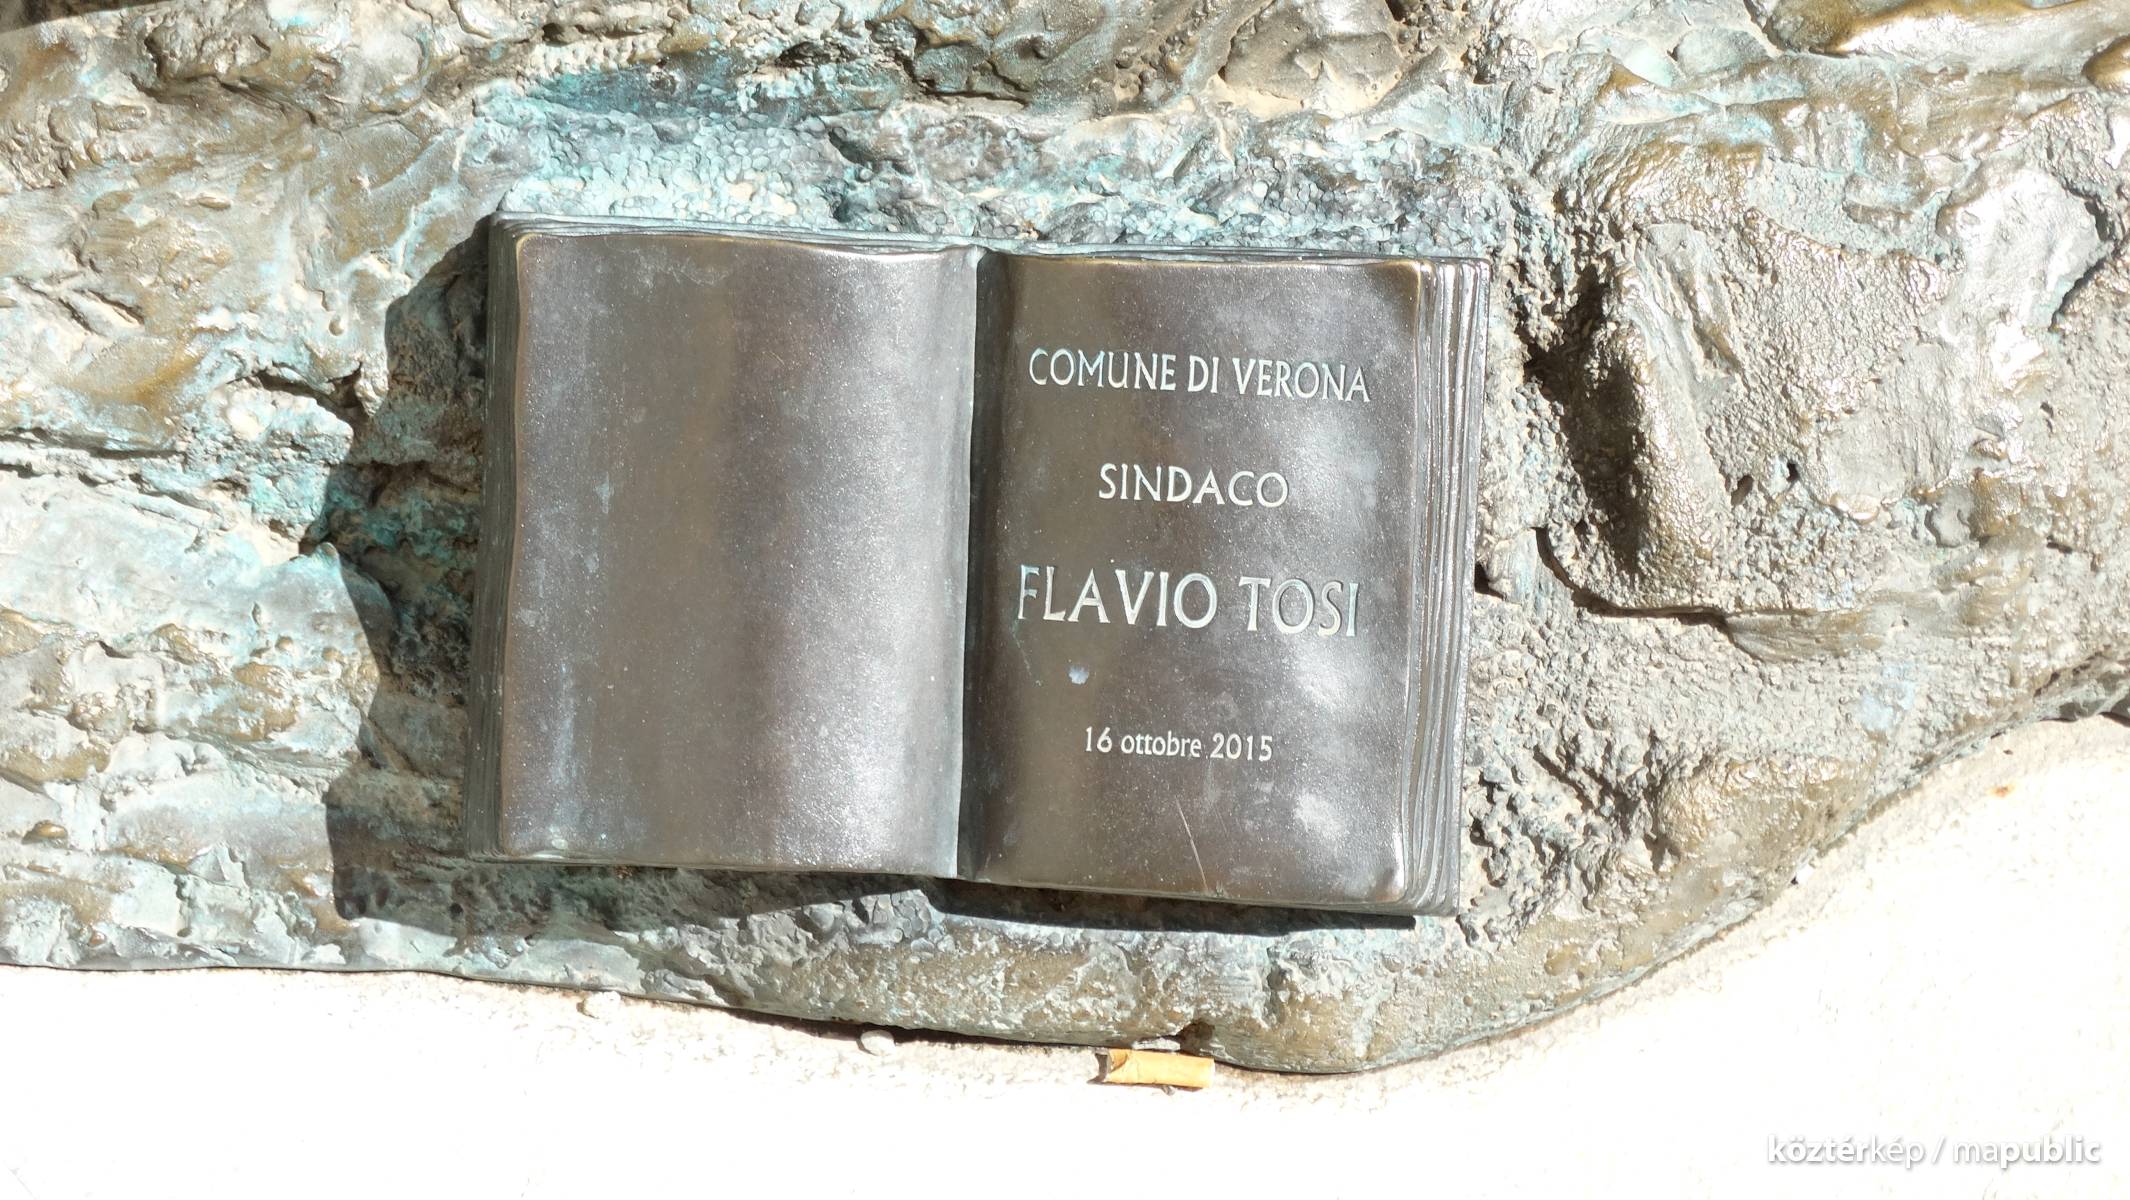 COMUNE DI VERONA
SINDACO
FLAVIO TOSI
16 ottobre 2015
köztérkép / mapublic